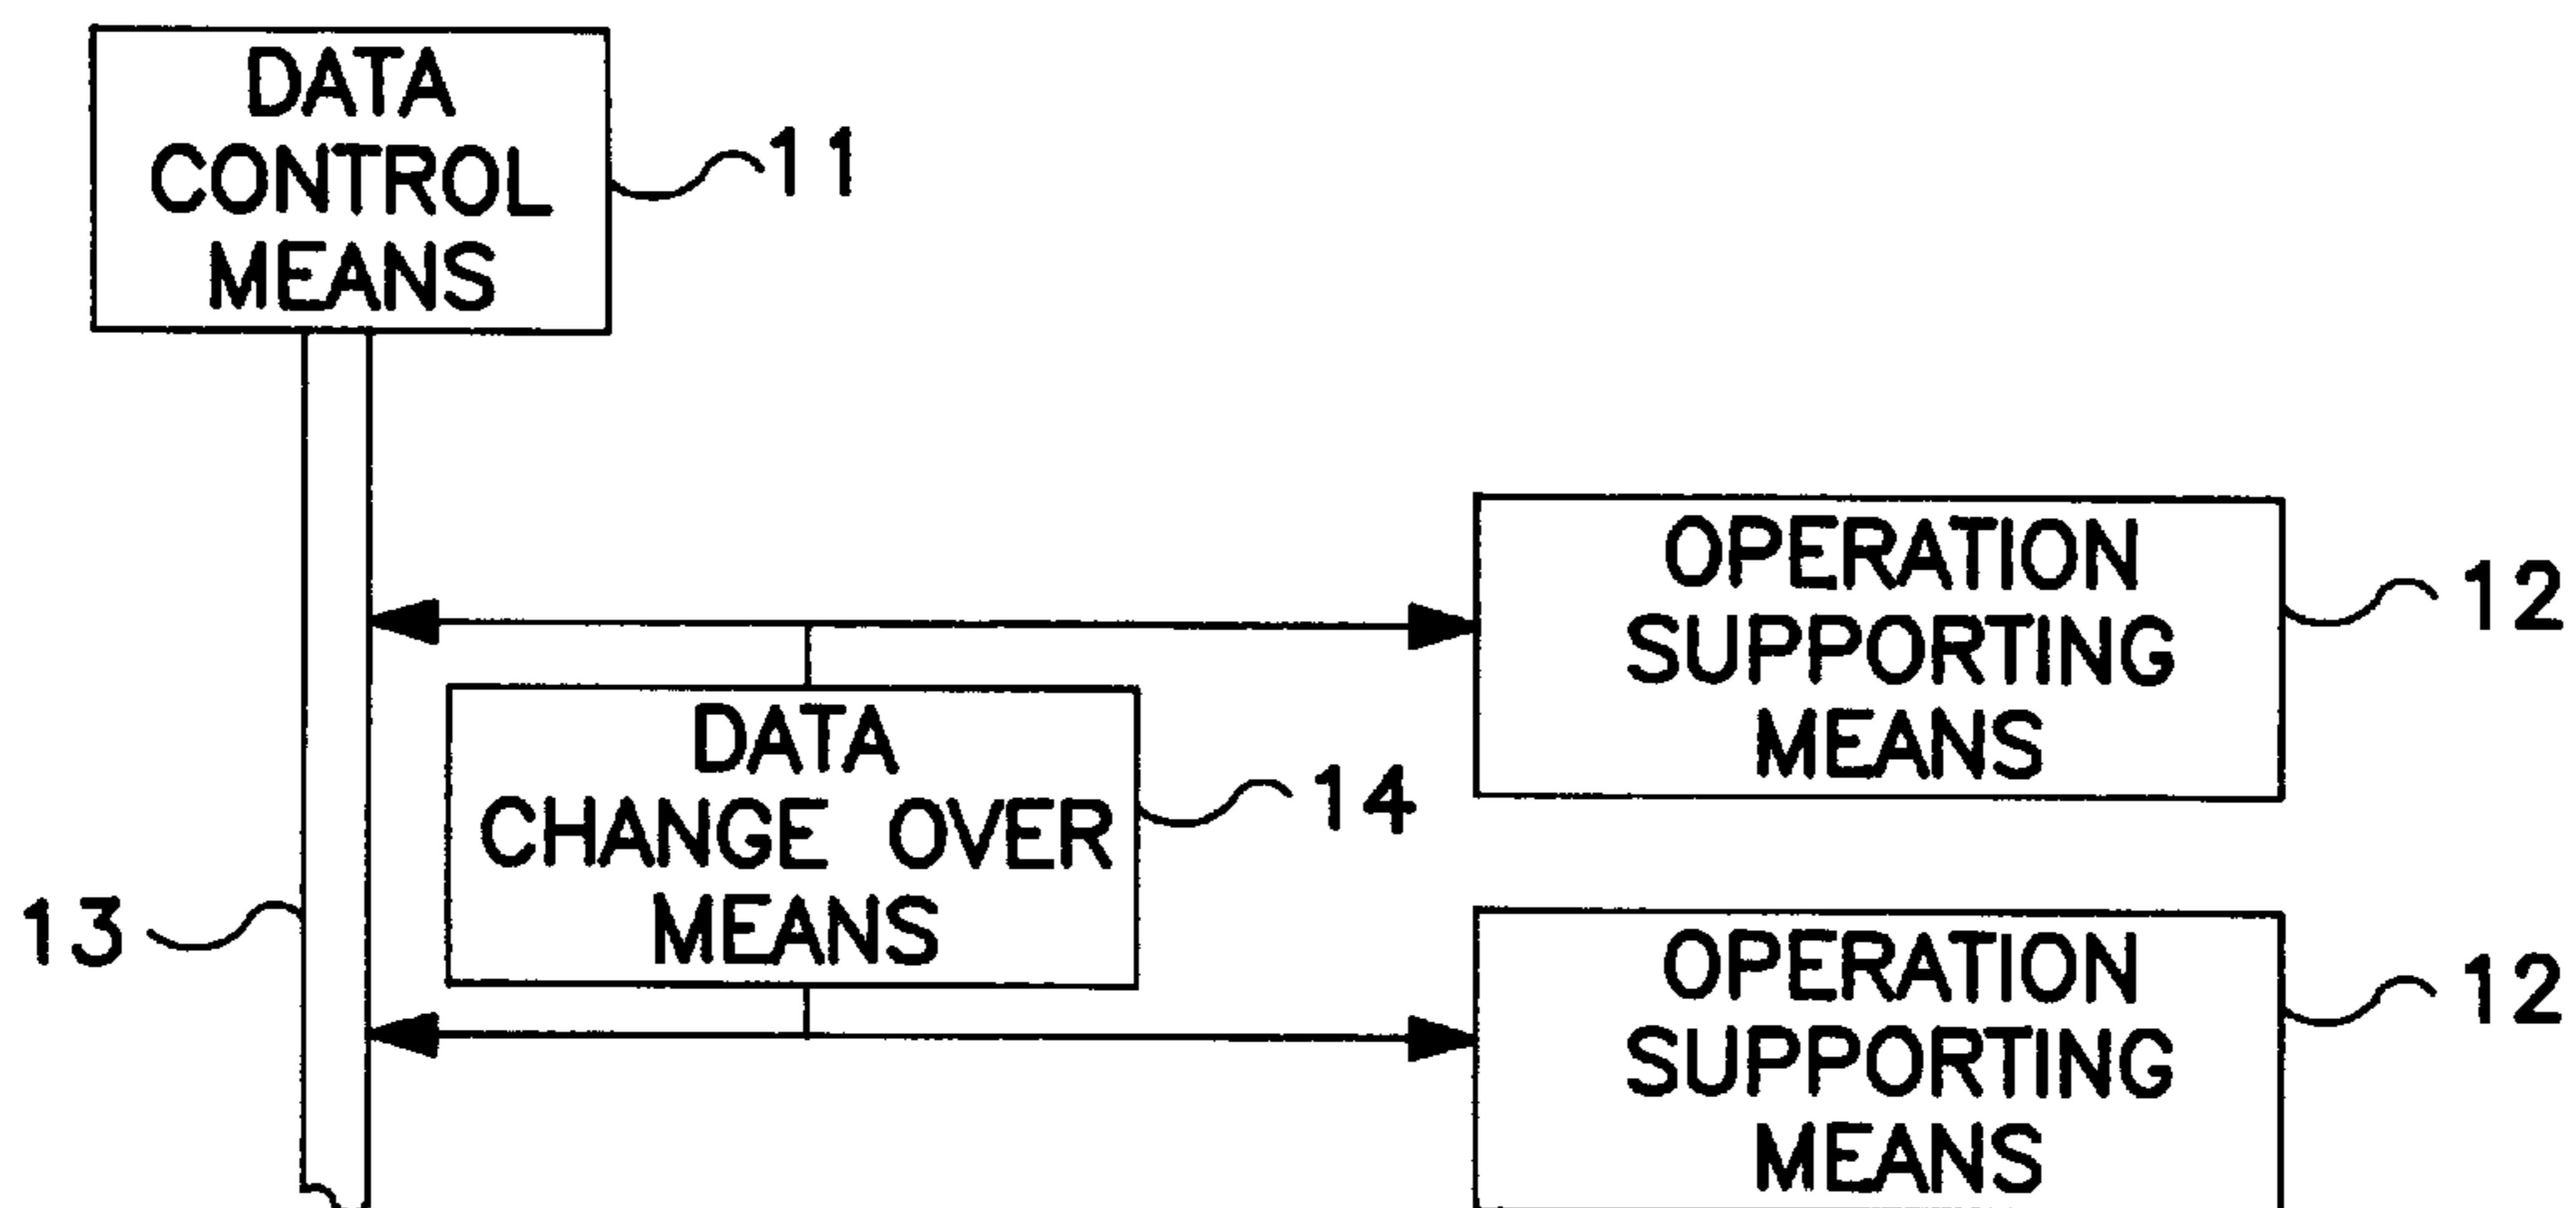 DATA
CONTROL
MEANS
11
OPERATION
SUPPORTING
MEANS
12
DATA
CHANGE OVER
MEANS
14
13
OPERATION
SUPPORTING
MEANS
12